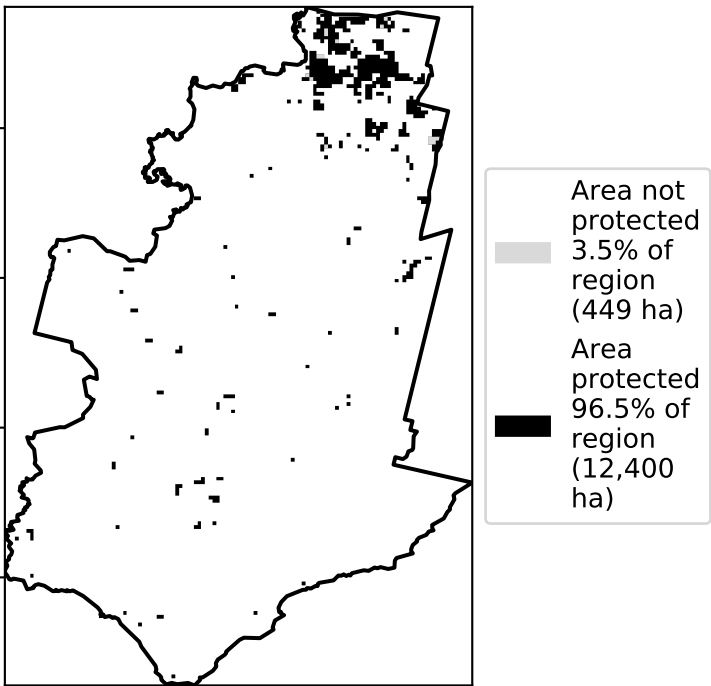 Area not
protected
3.5% of
region
(449 ha)
Area
protected
96.5% of
region
(12,400
ha)